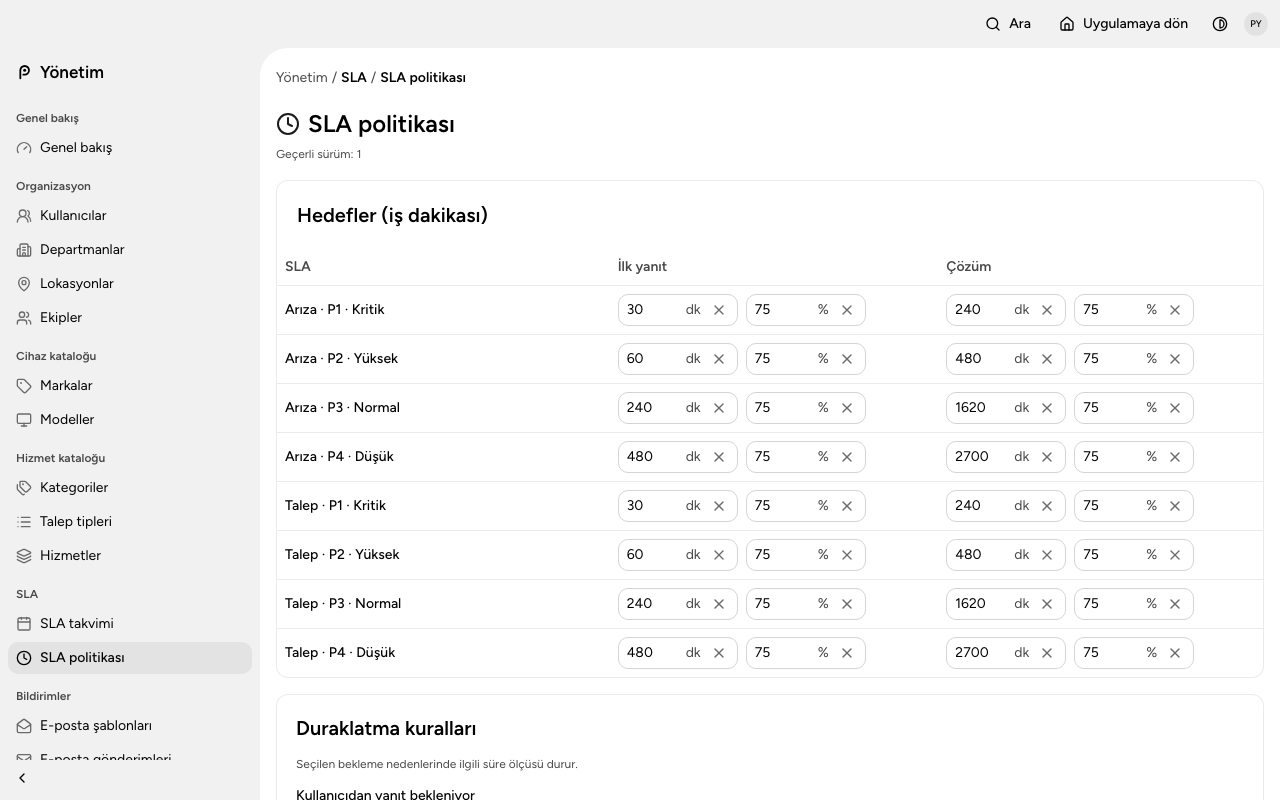 Ara
Uygulamaya dön
PY
Yönetim
Genel bakış
Genel bakış
Organizasyon
Kullanıcılar
Departmanlar
Lokasyonlar
Ekipler
Cihaz kataloğu
Markalar
Modeller
Hizmet kataloğu
Kategoriler
Talep tipleri
Hizmetler
SLA
SLA takvimi
SLA politikası
Bildirimler
E-posta şablonları
E-posta gönderimleri
Yönetim / SLA / SLA politikası
SLA politikası
Geçerli sürüm: 1
Hedefler (iş dakikası)
SLA İlk yanıt Çözüm
Arıza · P1 · Kritik 30 dk 75 % 240 dk 75 %
Arıza · P2 · Yüksek 60 dk 75 % 480 dk 75 %
Arıza · P3 · Normal 240 dk 75 % 1620 dk 75 %
Arıza · P4 · Düşük 480 dk 75 % 2700 dk 75 %
Talep · P1 · Kritik 30 dk 75 % 240 dk 75 %
Talep · P2 · Yüksek 60 dk 75 % 480 dk 75 %
Talep · P3 · Normal 240 dk 75 % 1620 dk 75 %
Talep · P4 · Düşük 480 dk 75 % 2700 dk 75 %
Duraklatma kuralları
Seçilen bekleme nedenlerinde ilgili süre ölçüsü durur.
Kullanıcıdan yanıt bekleniyor